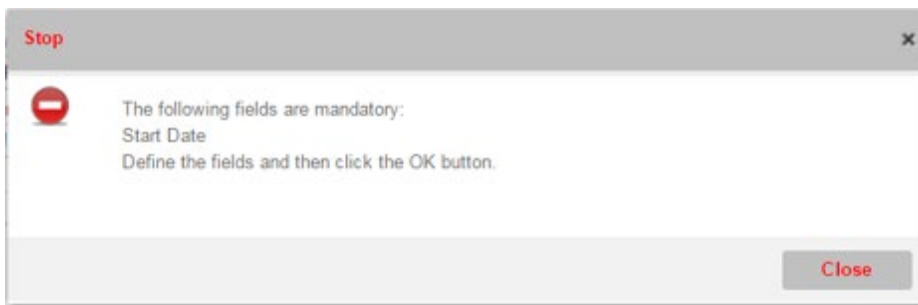 Stop
The following fields are mandatory:
Start Date
Define the fields and then click the OK button.
Close